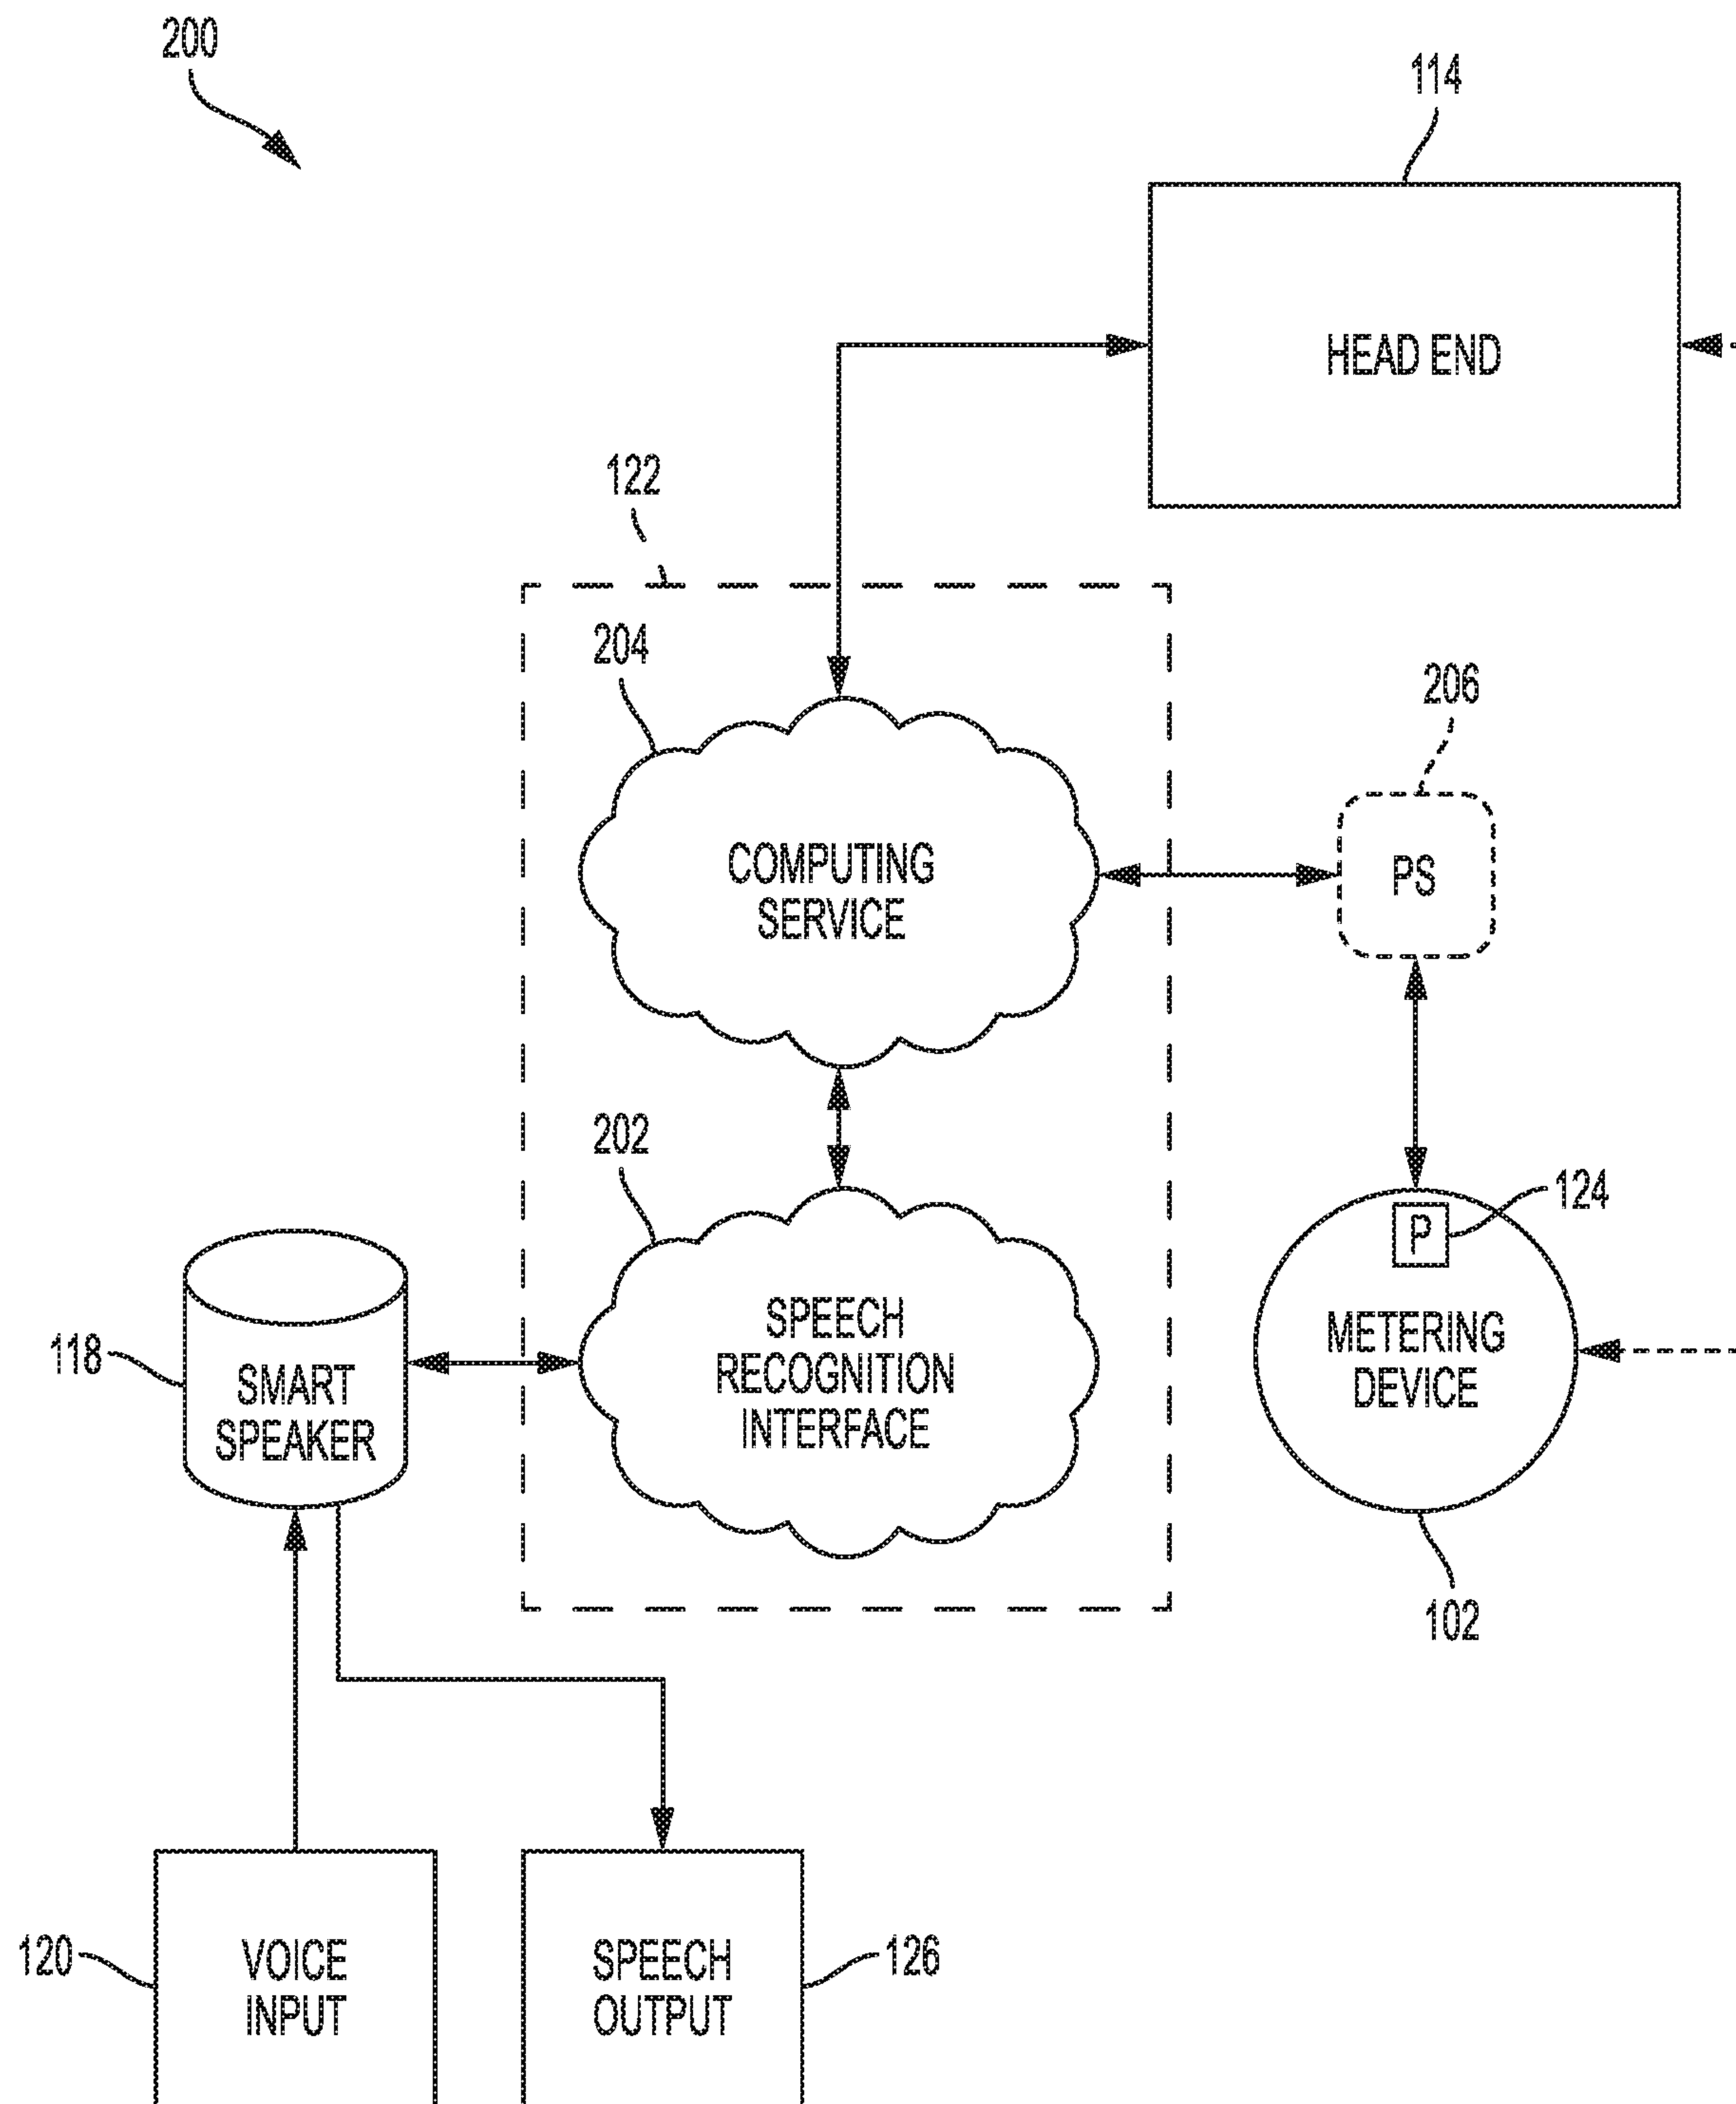 200
114
HEAD END
122
204
206
COMPUTING
SERVICE
PS
202
124
P
SPEECH
RECOGNITION
INTERFACE
METERING
DEVICE
118
SMART
SPEAKER
102
120
VOICE
INPUT
SPEECH
OUTPUT
126